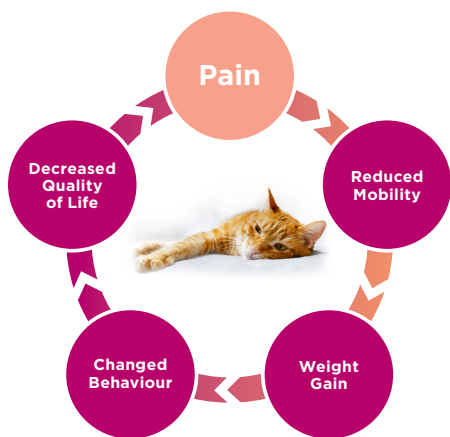 Pain
Reduced
Mobility
Weight
Gain
Changed
Behaviour
Decreased
Quality
of Life